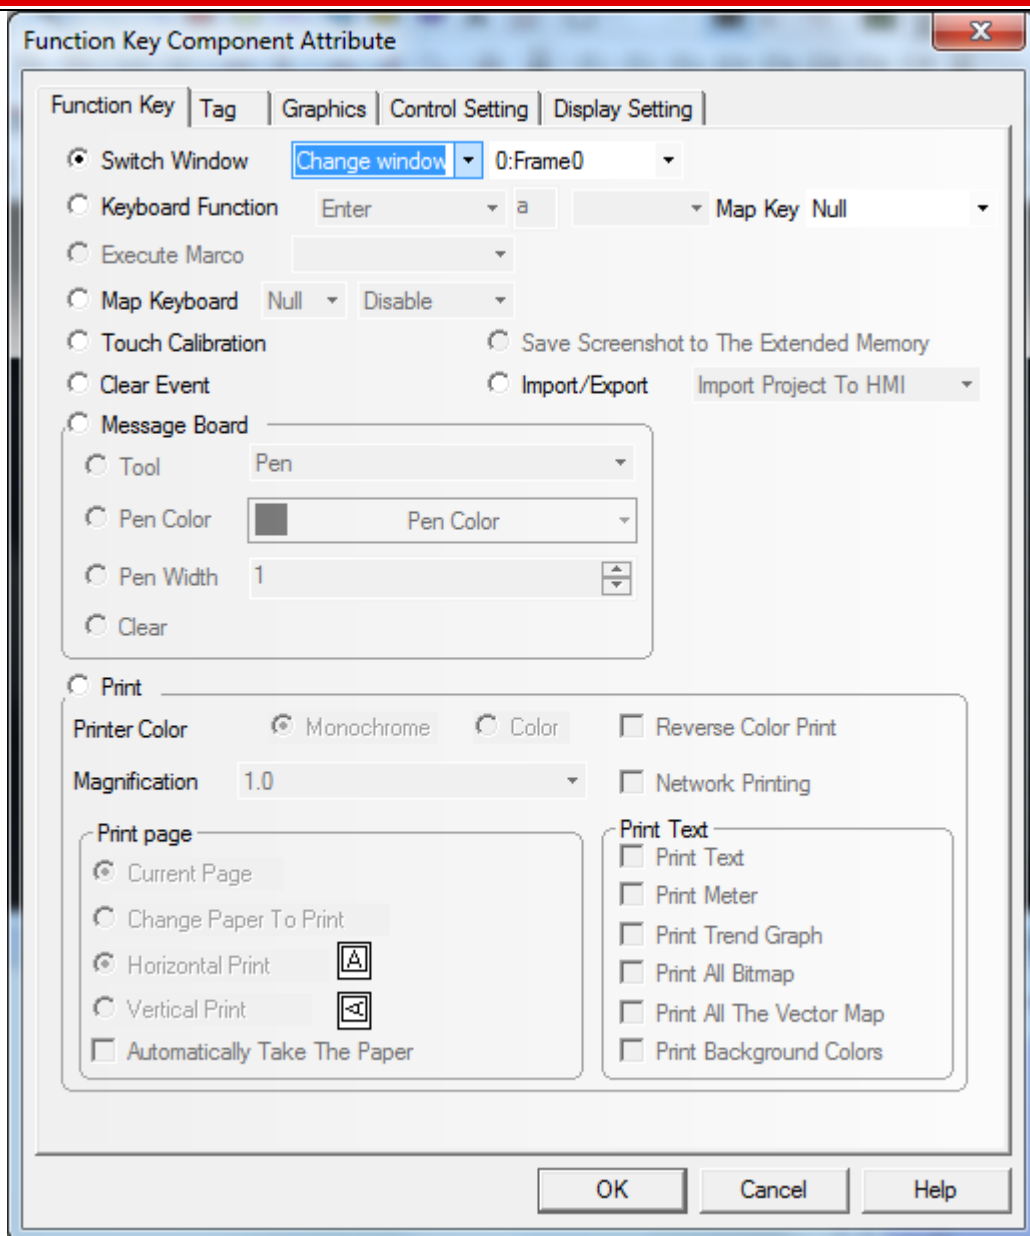 Function Key Component Attribute
Function Key Tag Graphics Control Setting Display Setting
Switch Window Change window 0:Frame0
Keyboard Function Enter a Map Key Null
Execute Marco
Map Keyboard Null Disable
Touch Calibration Save Screenshot to The Extended Memory
Clear Event Import/Export Import Project To HMI
Message Board
Tool Pen
Pen Color Pen Color
Pen Width 1
Clear
Print
Printer Color Monochrome Color Reverse Color Print
Magnification 1.0 Network Printing
Print page
Current Page
Change Paper To Print
Horizontal Print A
Vertical Print A
Automatically Take The Paper
Print Text
Print Text
Print Meter
Print Trend Graph
Print All Bitmap
Print All The Vector Map
Print Background Colors
OK Cancel Help